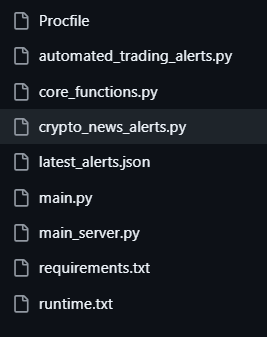 Procfile
automated_trading_alerts.py
core_functions.py
crypto_news_alerts.py
latest_alerts.json
main.py
main_server.py
requirements.txt
runtime.txt